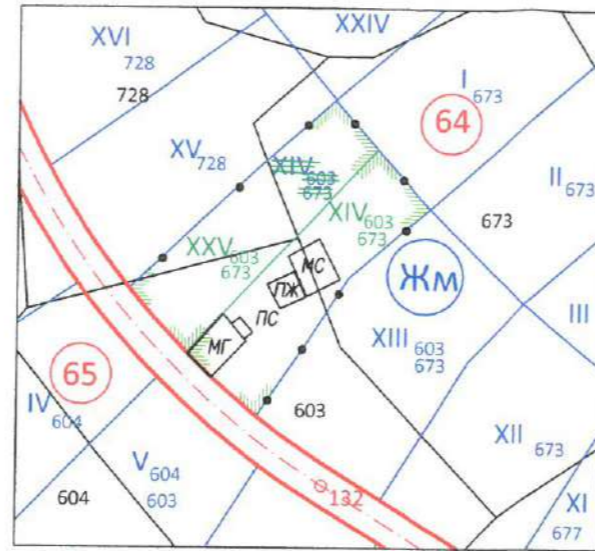 XVI
728
728
XXIV
I 673
64
XV 728
XIV 603
673
II 673
XIV 603
673
673
XXV 603
673
МС
ПЖ
ПС
МГ
Жм
III
XIII 603
673
65
IV 604
603
V 604
603
604
XII 673
132
XI
677